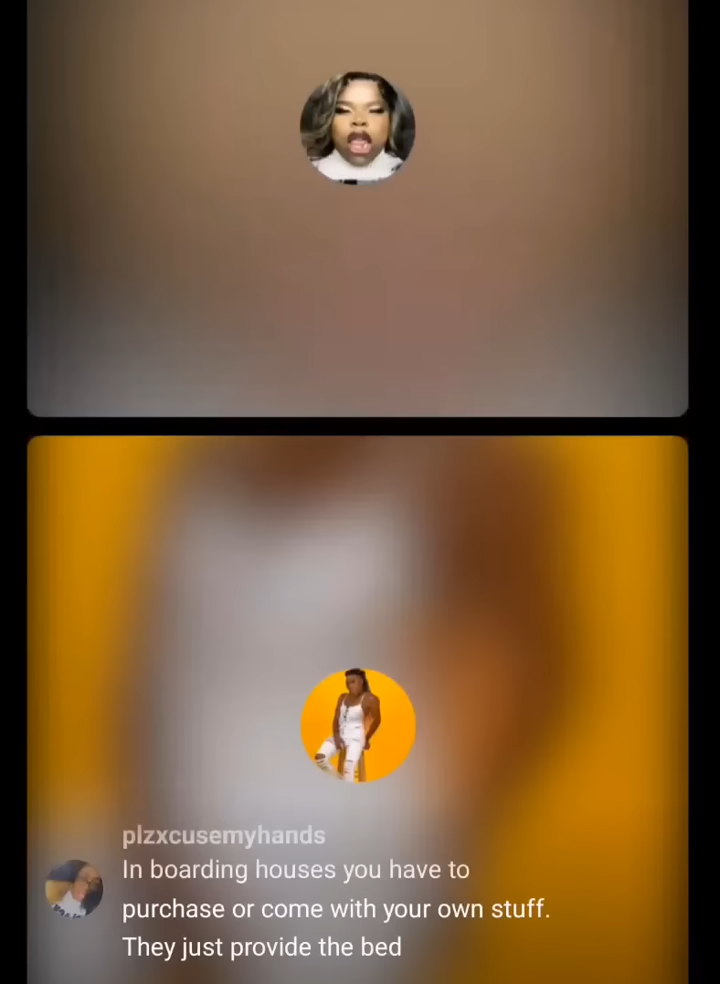 plzxcusemyhands
In boarding houses you have to
purchase or come with your own stuff.
They just provide the bed